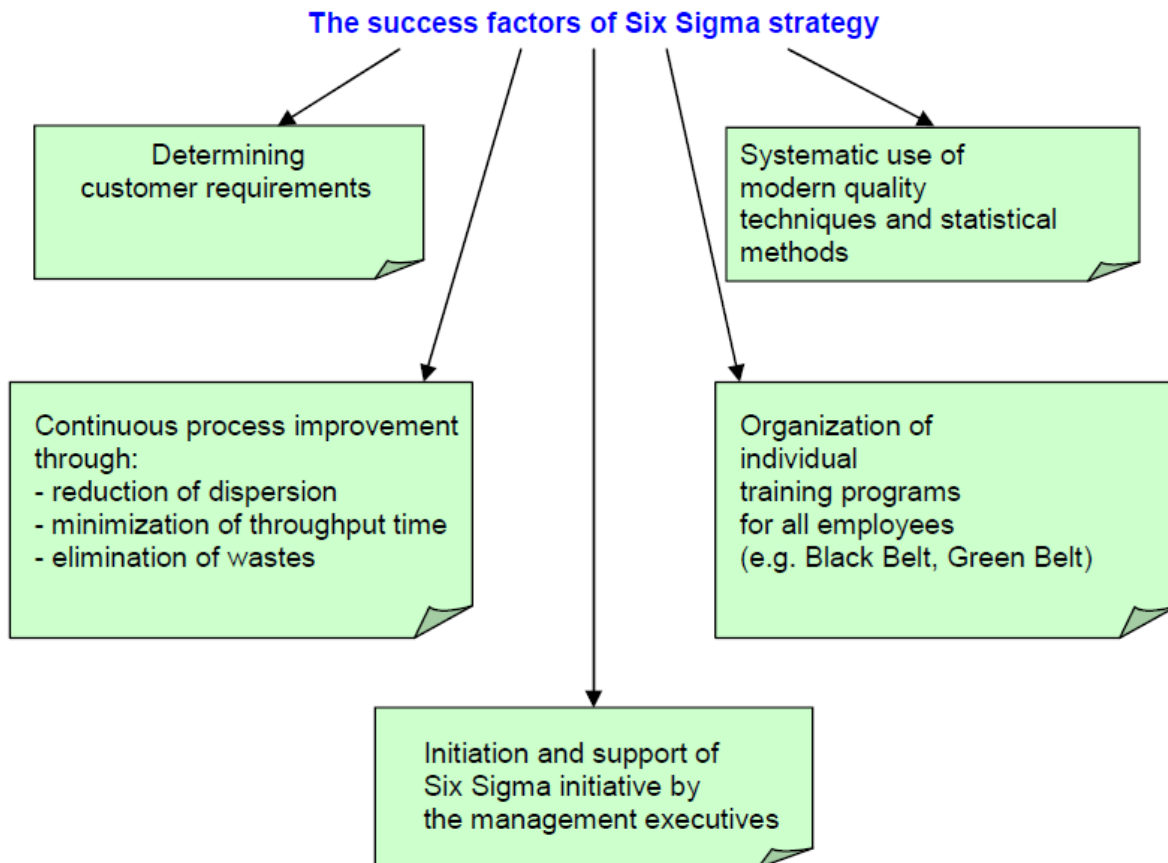 The success factors of Six Sigma strategy
Determining
customer requirements
Systematic use of
modern quality
techniques and statistical
methods
Continuous process improvement
through:
- reduction of dispersion
- minimization of throughput time
- elimination of wastes
Organization of
individual
training programs
for all employees
(e.g. Black Belt, Green Belt)
Initiation and support of
Six Sigma initiative by
the management executives